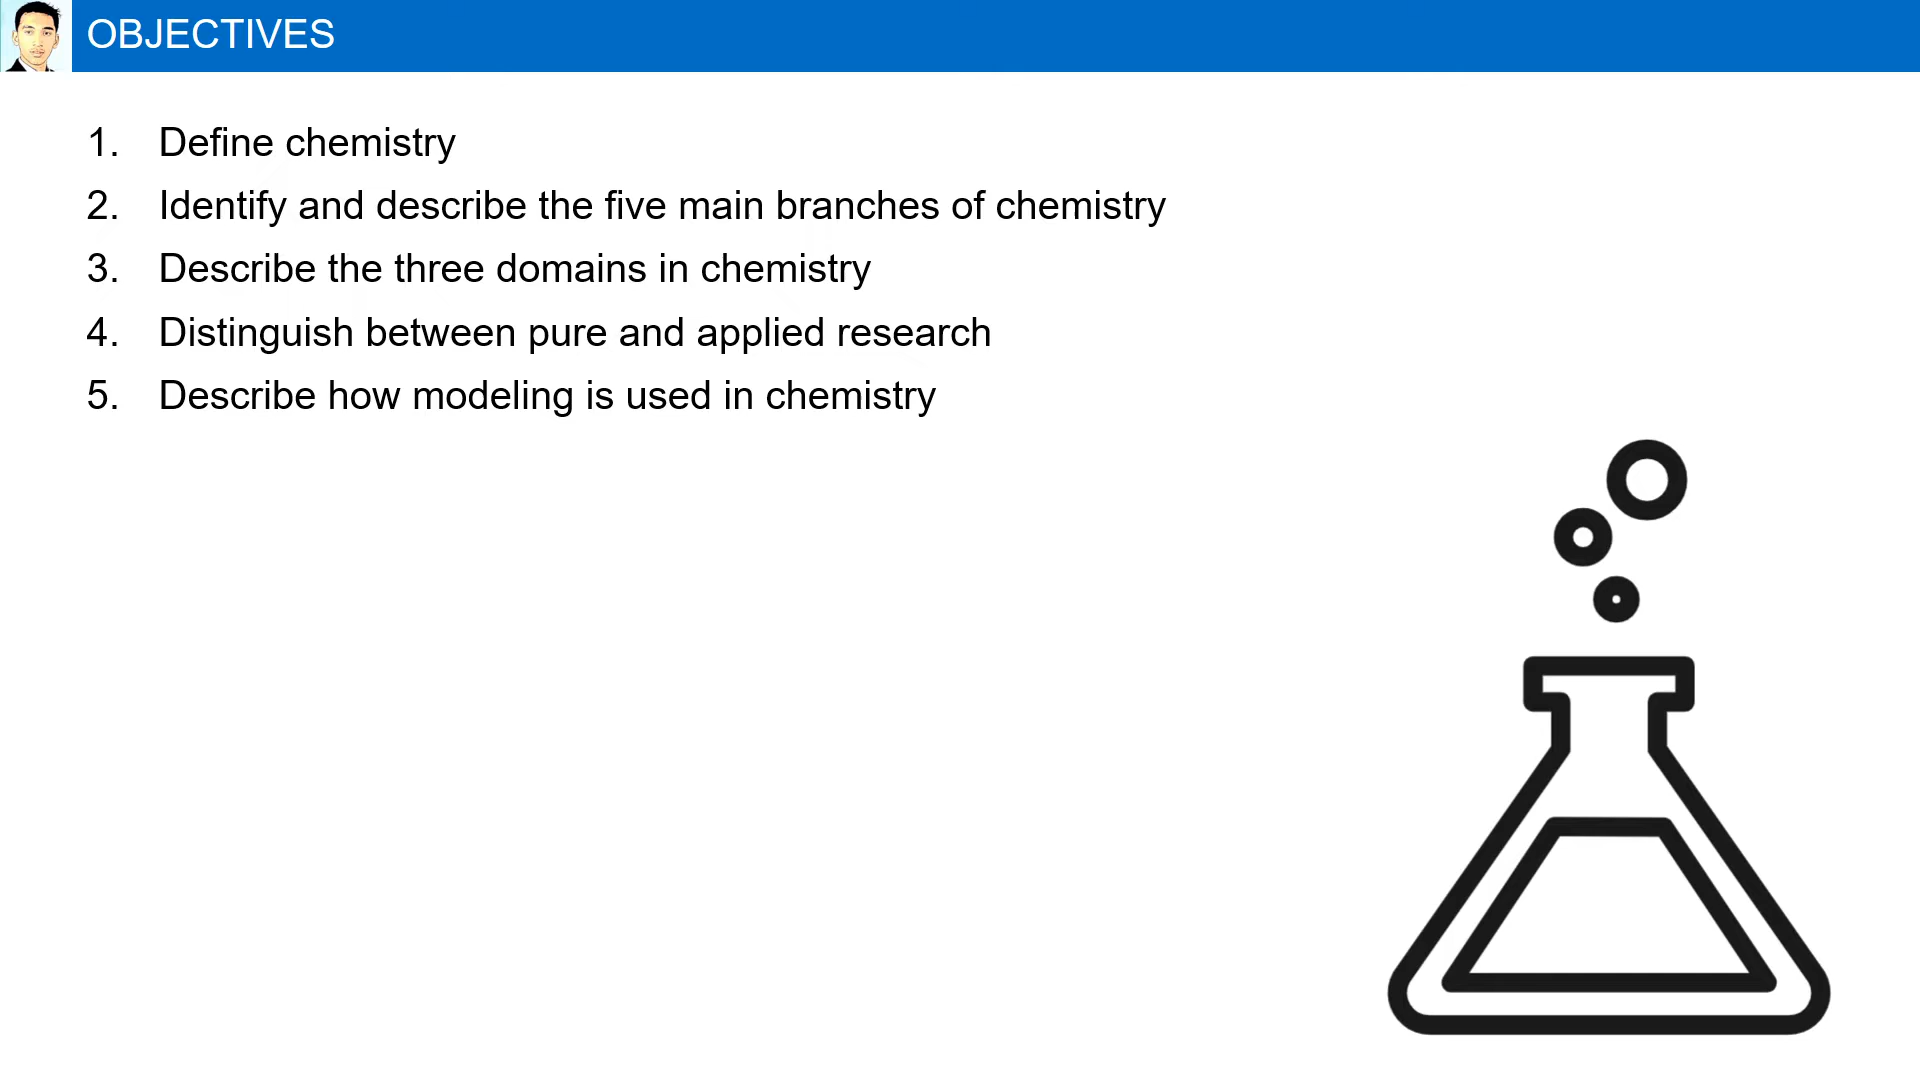 OBJECTIVES
1. Define chemistry
2. Identify and describe the five main branches of chemistry
3. Describe the three domains in chemistry
4. Distinguish between pure and applied research
5. Describe how modeling is used in chemistry